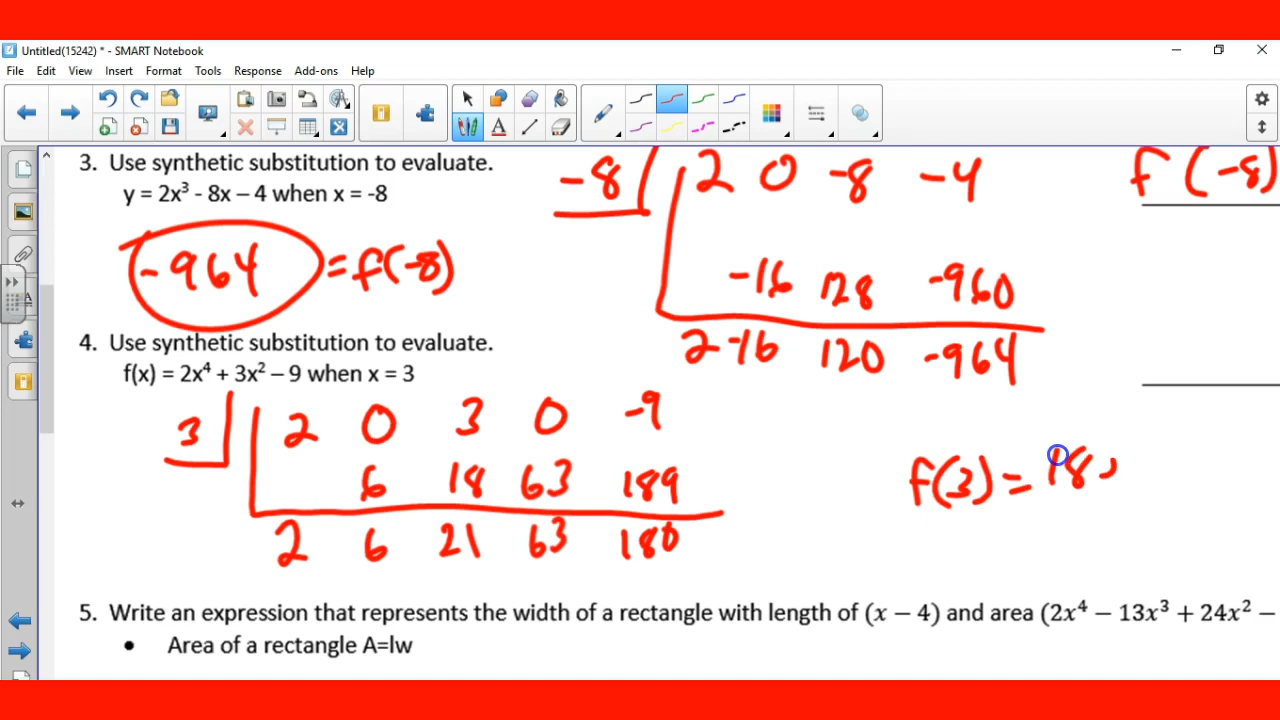 Untitled(15242) * - SMART Notebook
File Edit View Insert Format Tools Response Add-ons Help
3. Use synthetic substitution to evaluate.
y = 2x³ - 8x – 4 when x = -8
-8 2 0 -8 -4
f(-8)
-964 = f(-8)
-16 128 -960
2 -16 120 -964
4. Use synthetic substitution to evaluate.
f(x) = 2x⁴ + 3x² – 9 when x = 3
3 2 0 3 0 -9
6 18 63 189
2 6 21 63 180
f(3) = 18
5. Write an expression that represents the width of a rectangle with length of (x − 4) and area (2x⁴ − 13x³ + 24x² −
• Area of a rectangle A=lw